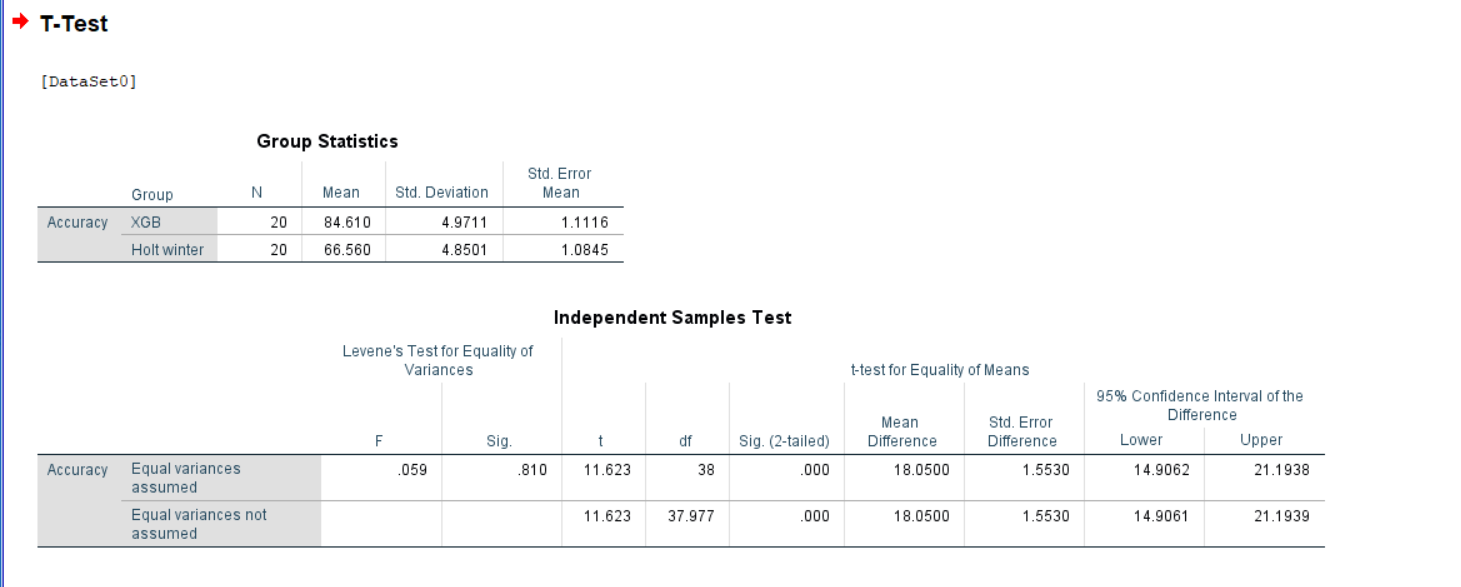 T-Test
[DataSet0]
Group Statistics
Group N Mean Std. Deviation Std. Error Mean
Accuracy XGB 20 84.610 4.9711 1.1116
Holt winter 20 66.560 4.8501 1.0845
Independent Samples Test
Levene's Test for Equality of Variances
t-test for Equality of Means
95% Confidence Interval of the Difference
F Sig. t df Sig. (2-tailed) Mean Difference Std. Error Difference Lower Upper
Accuracy Equal variances assumed .059 .810 11.623 38 .000 18.0500 1.5530 14.9062 21.1938
Equal variances not assumed 11.623 37.977 .000 18.0500 1.5530 14.9061 21.1939